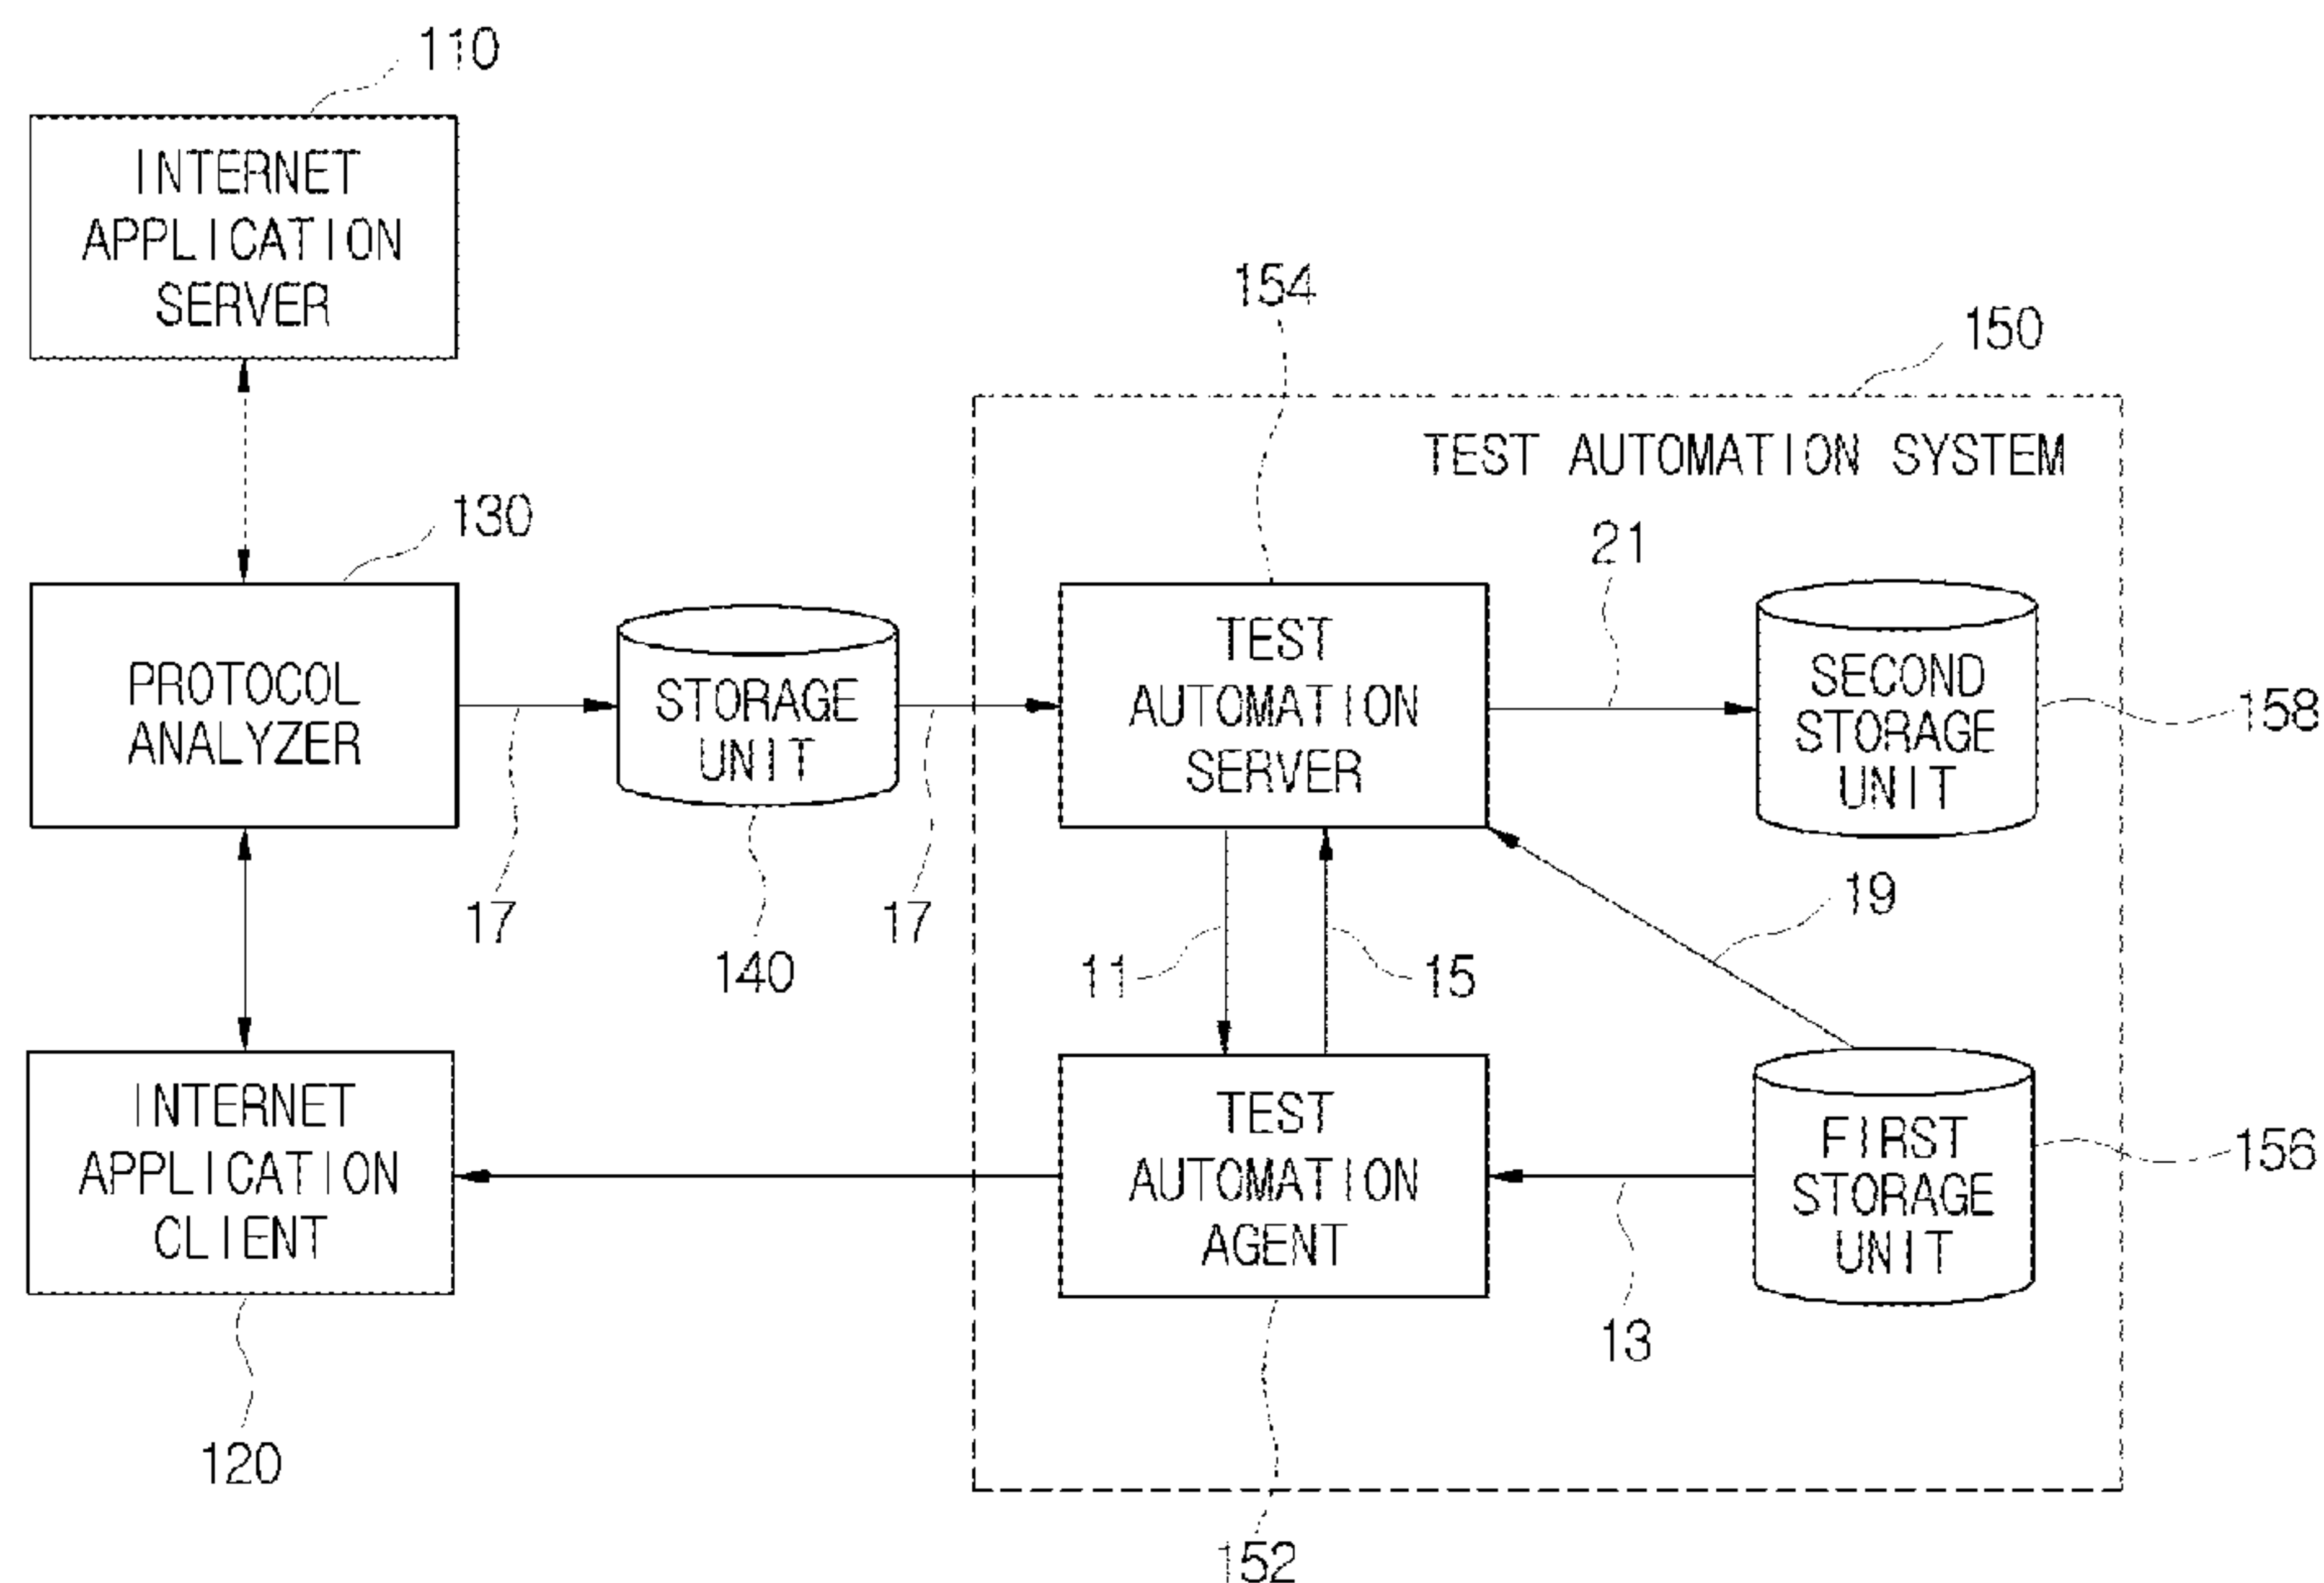 110
INTERNET
APPLICATION
SERVER
154
150
TEST AUTOMATION SYSTEM
130
21
PROTOCOL
ANALYZER
STORAGE
UNIT
TEST
AUTOMATION
SERVER
SECOND
STORAGE
UNIT
158
17
140
17
11
15
19
INTERNET
APPLICATION
CLIENT
TEST
AUTOMATION
AGENT
FIRST
STORAGE
UNIT
156
13
120
152